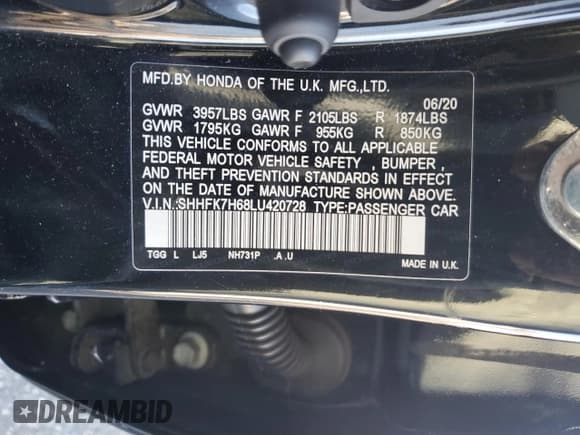 MFD.BY HONDA OF THE U.K. MFG.,LTD.
06/20
GVWR 3957LBS GAWR F 2105LBS R 1874LBS
GVWR 1795KG GAWR F 955KG R 850KG
THIS VEHICLE CONFORMS TO ALL APPLICABLE
FEDERAL MOTOR VEHICLE SAFETY , BUMPER ,
AND THEFT PREVENTION STANDARDS IN EFFECT
ON THE DATE OF MANUFACTURE SHOWN ABOVE.
V.I.N.:SHHFK7H68LU420728 TYPE:PASSENGER CAR
TGG L LJ5 NH731P .A .U
MADE IN U.K.
DREAMBID